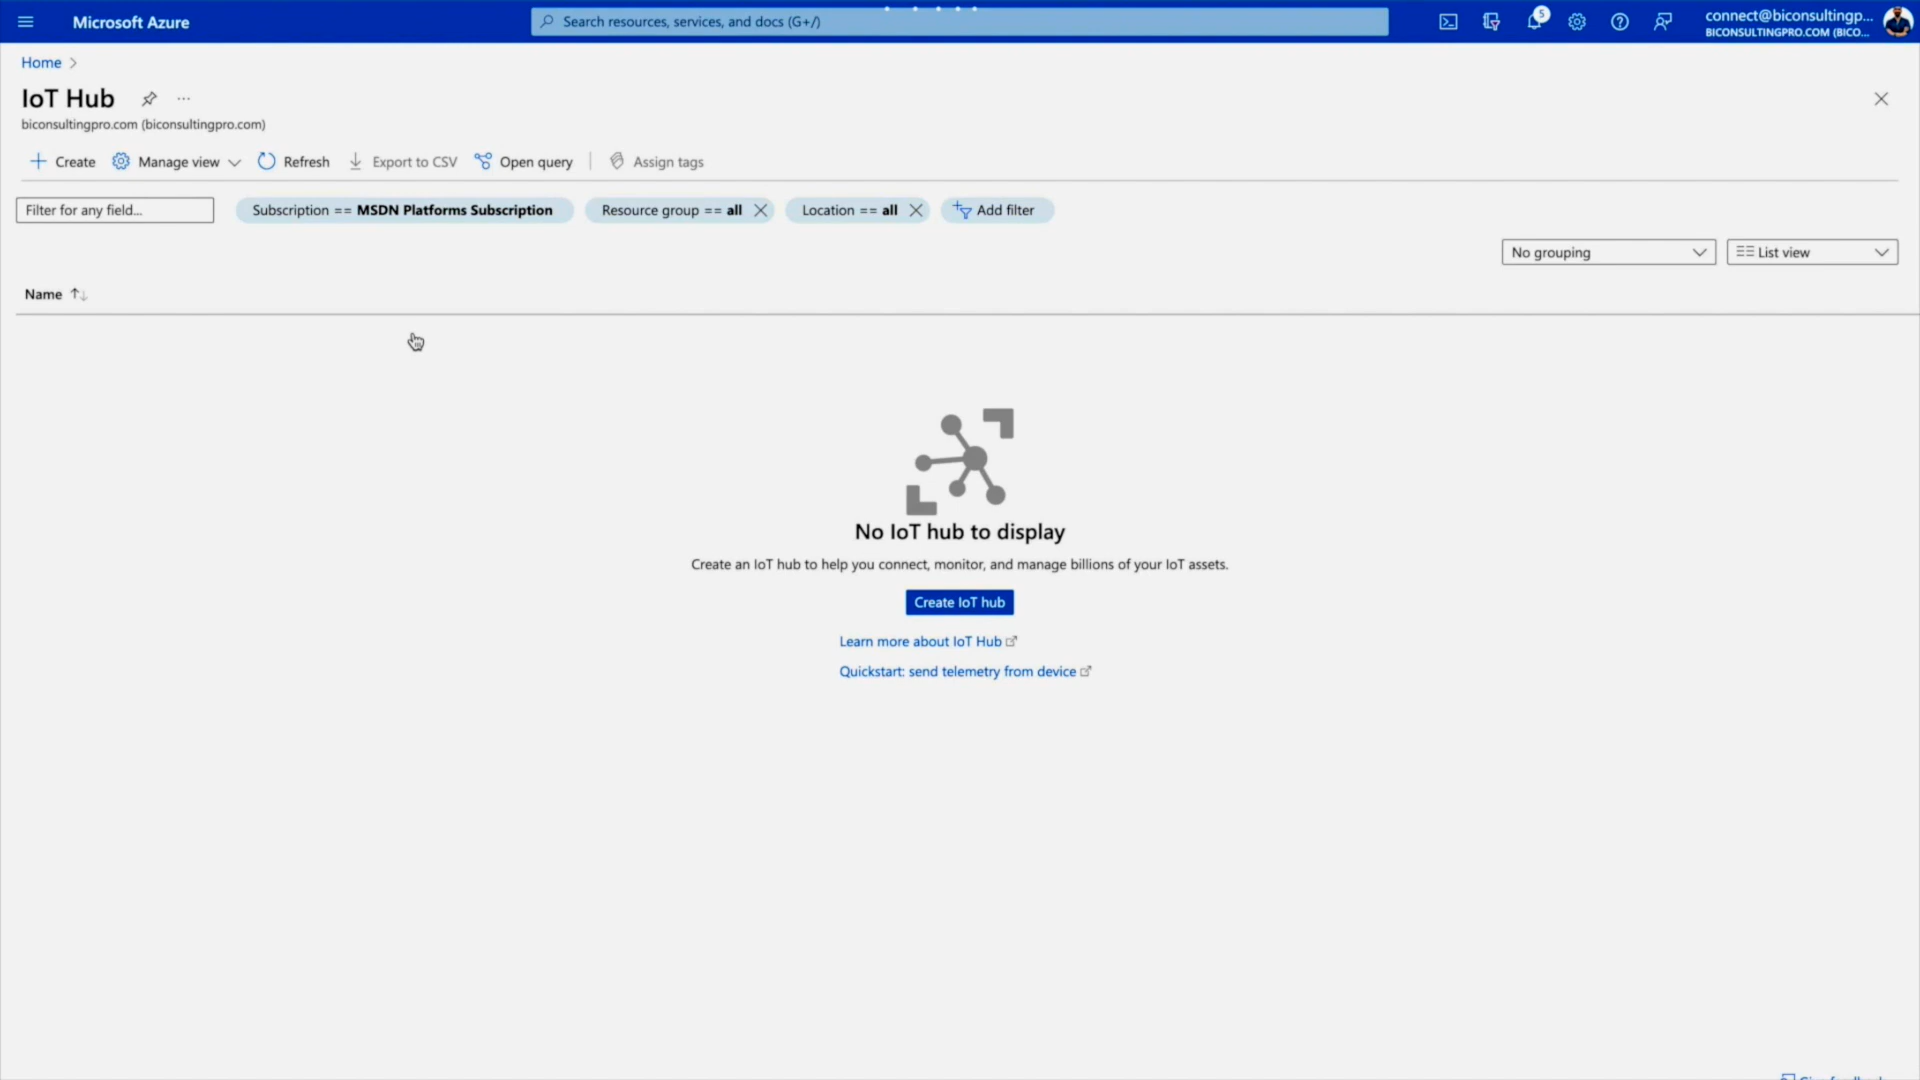 Microsoft Azure
Search resources, services, and docs (G+/)
5
connect@biconsultingp...
BICONSULTINGPRO.COM (BICO...
Home
IoT Hub
biconsultingpro.com (biconsultingpro.com)
Create
Manage view
Refresh
Export to CSV
Open query
Assign tags
Filter for any field...
Subscription == MSDN Platforms Subscription
Resource group == all
Location == all
Add filter
No grouping
List view
Name
No IoT hub to display
Create an IoT hub to help you connect, monitor, and manage billions of your IoT assets.
Create IoT hub
Learn more about IoT Hub
Quickstart: send telemetry from device